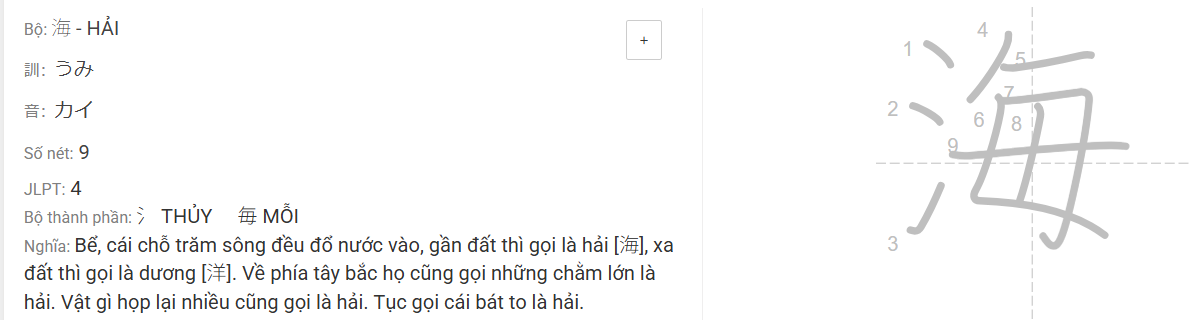 Bộ: 海 - HẢI
+
訓: うみ
音: カイ
Số nét: 9
JLPT: 4
Bộ thành phần: 氵 THỦY 毎 MỖI
Nghĩa: Bể, cái chỗ trăm sông đều đổ nước vào, gần đất thì gọi là hải [海], xa
đất thì gọi là dương [洋]. Về phía tây bắc họ cũng gọi những chằm lớn là
hải. Vật gì họp lại nhiều cũng gọi là hải. Tục gọi cái bát to là hải.
海
1
2
3
4
5
6
7
8
9